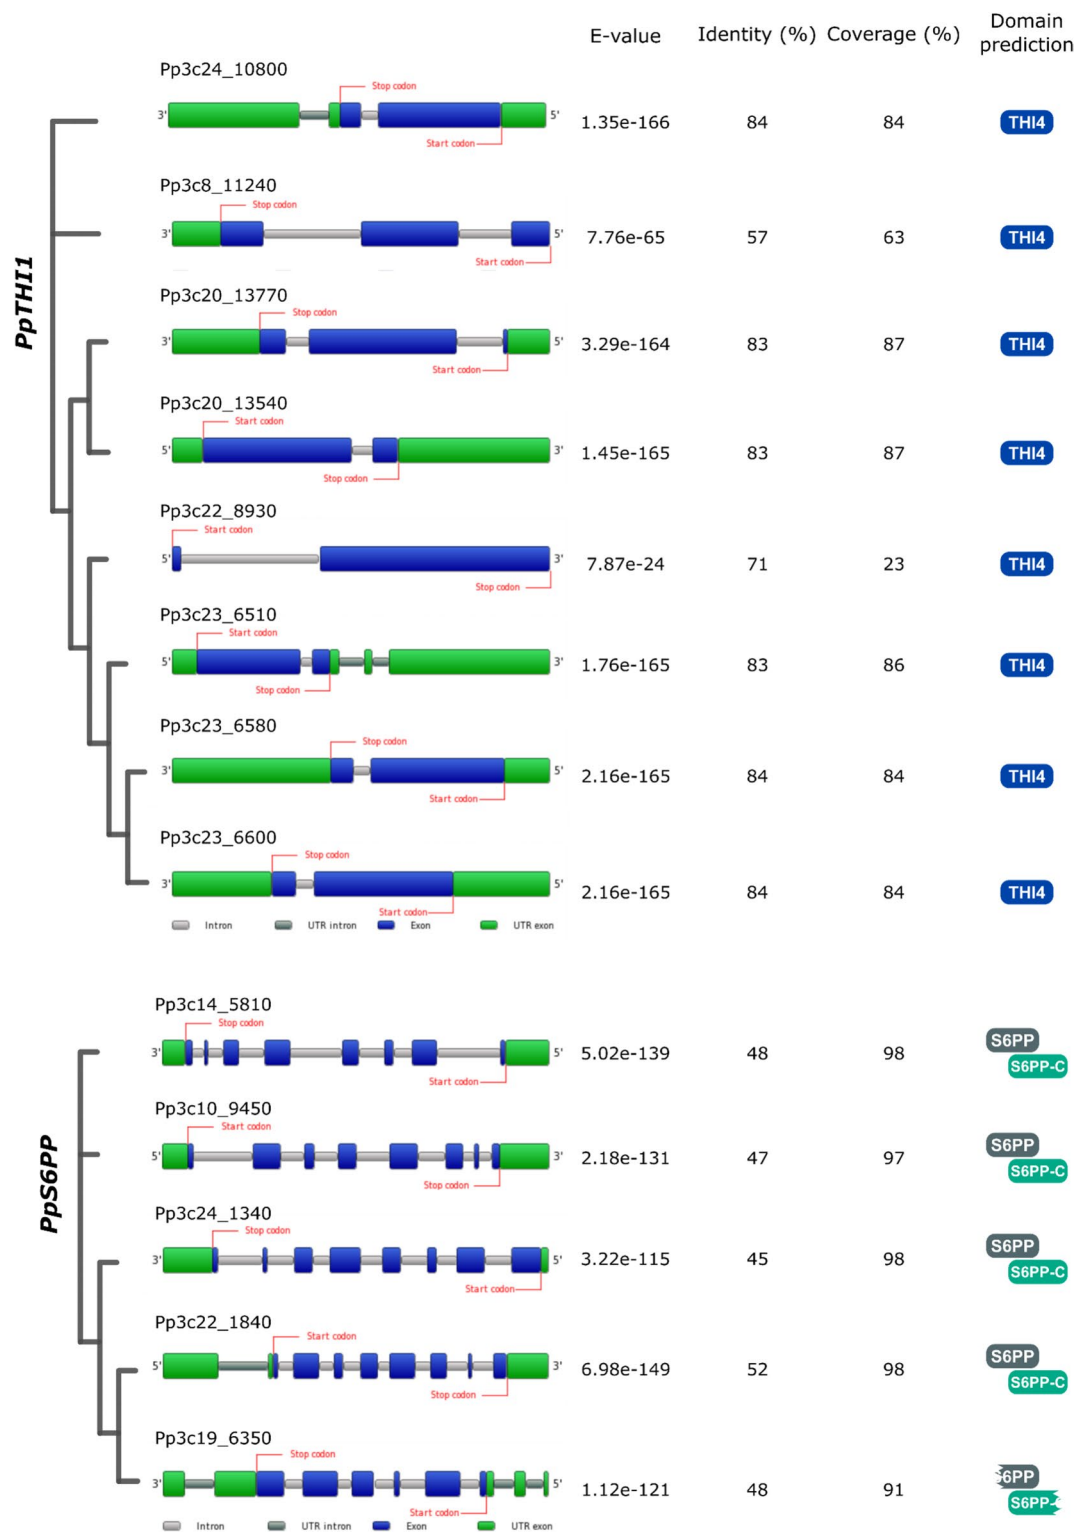 E-value Identity (%) Coverage (%) Domain prediction
PpTHI1
Pp3c24_10800
Stop codon
3' 5'
Start codon
1.35e-166 84 84 THI4
Pp3c8_11240
Stop codon
3' 5'
Start codon
7.76e-65 57 63 THI4
Pp3c20_13770
Stop codon
3' 5'
Start codon
3.29e-164 83 87 THI4
Pp3c20_13540
Start codon
5' 3'
Stop codon
1.45e-165 83 87 THI4
Pp3c22_8930
Start codon
5' 3'
Stop codon
7.87e-24 71 23 THI4
Pp3c23_6510
Start codon
5' 3'
Stop codon
1.76e-165 83 86 THI4
Pp3c23_6580
Stop codon
3' 5'
Start codon
2.16e-165 84 84 THI4
Pp3c23_6600
Stop codon
3' 5'
Start codon
2.16e-165 84 84 THI4
Intron UTR intron Exon UTR exon
PpS6PP
Pp3c14_5810
Stop codon
3' 5'
Start codon
5.02e-139 48 98 S6PP
S6PP-C
Pp3c10_9450
Start codon
5' 3'
Stop codon
2.18e-131 47 97 S6PP
S6PP-C
Pp3c24_1340
Stop codon
3' 5'
Start codon
3.22e-115 45 98 S6PP
S6PP-C
Pp3c22_1840
Start codon
5' 3'
Stop codon
6.98e-149 52 98 S6PP
S6PP-C
Pp3c19_6350
Stop codon
3' 5'
Start codon
1.12e-121 48 91 S6PP
S6PP-C
Intron UTR intron Exon UTR exon